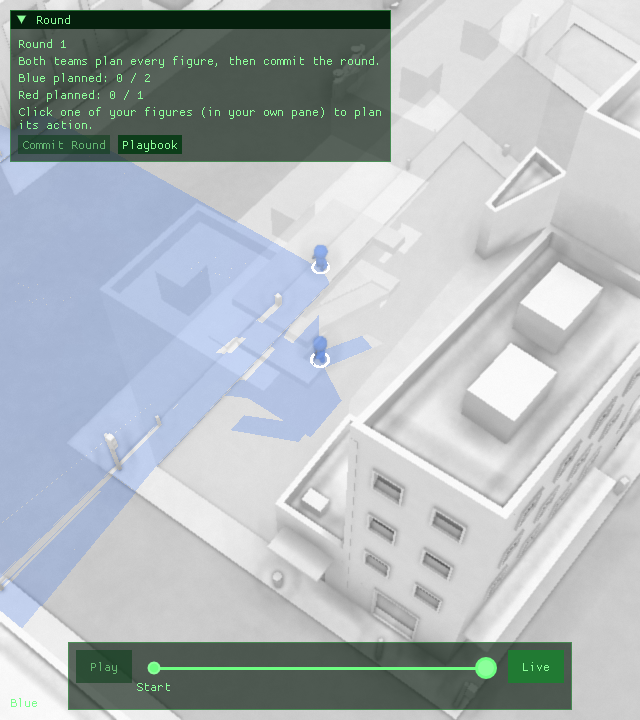 Round
Round 1
Both teams plan every figure, then commit the round.
Blue planned: 0 / 2
Red planned: 0 / 1
Click one of your figures (in your own pane) to plan
its action.
Commit Round
Playbook
Play
Start
Live
Blue